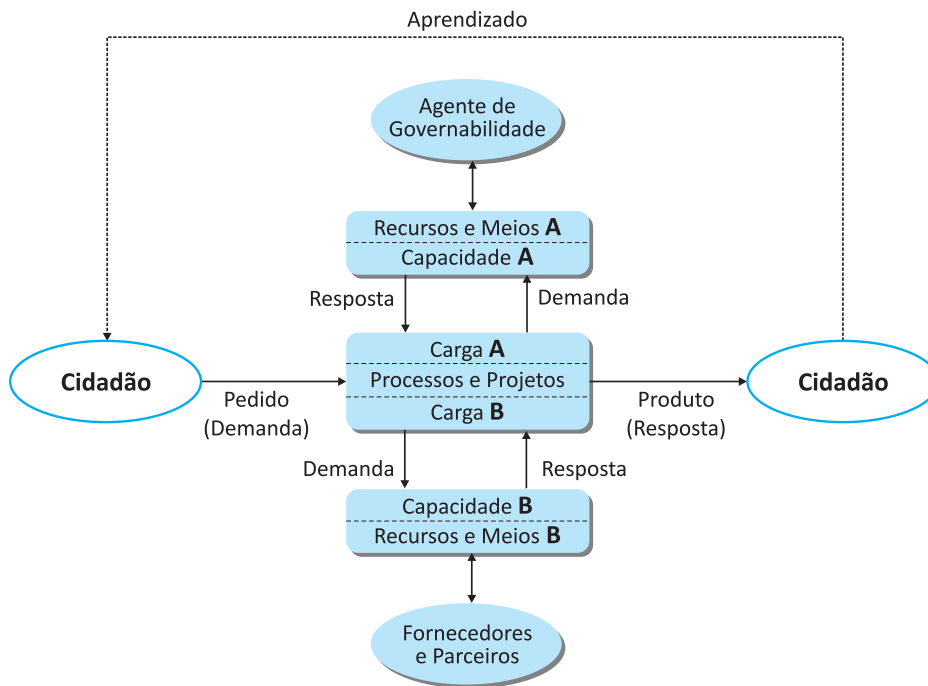 Aprendizado
Agente de
Governabilidade
Recursos e Meios A
Capacidade A
Resposta
Demanda
Carga A
Processos e Projetos
Carga B
Cidadão
Pedido
(Demanda)
Produto
(Resposta)
Cidadão
Demanda
Resposta
Capacidade B
Recursos e Meios B
Fornecedores
e Parceiros